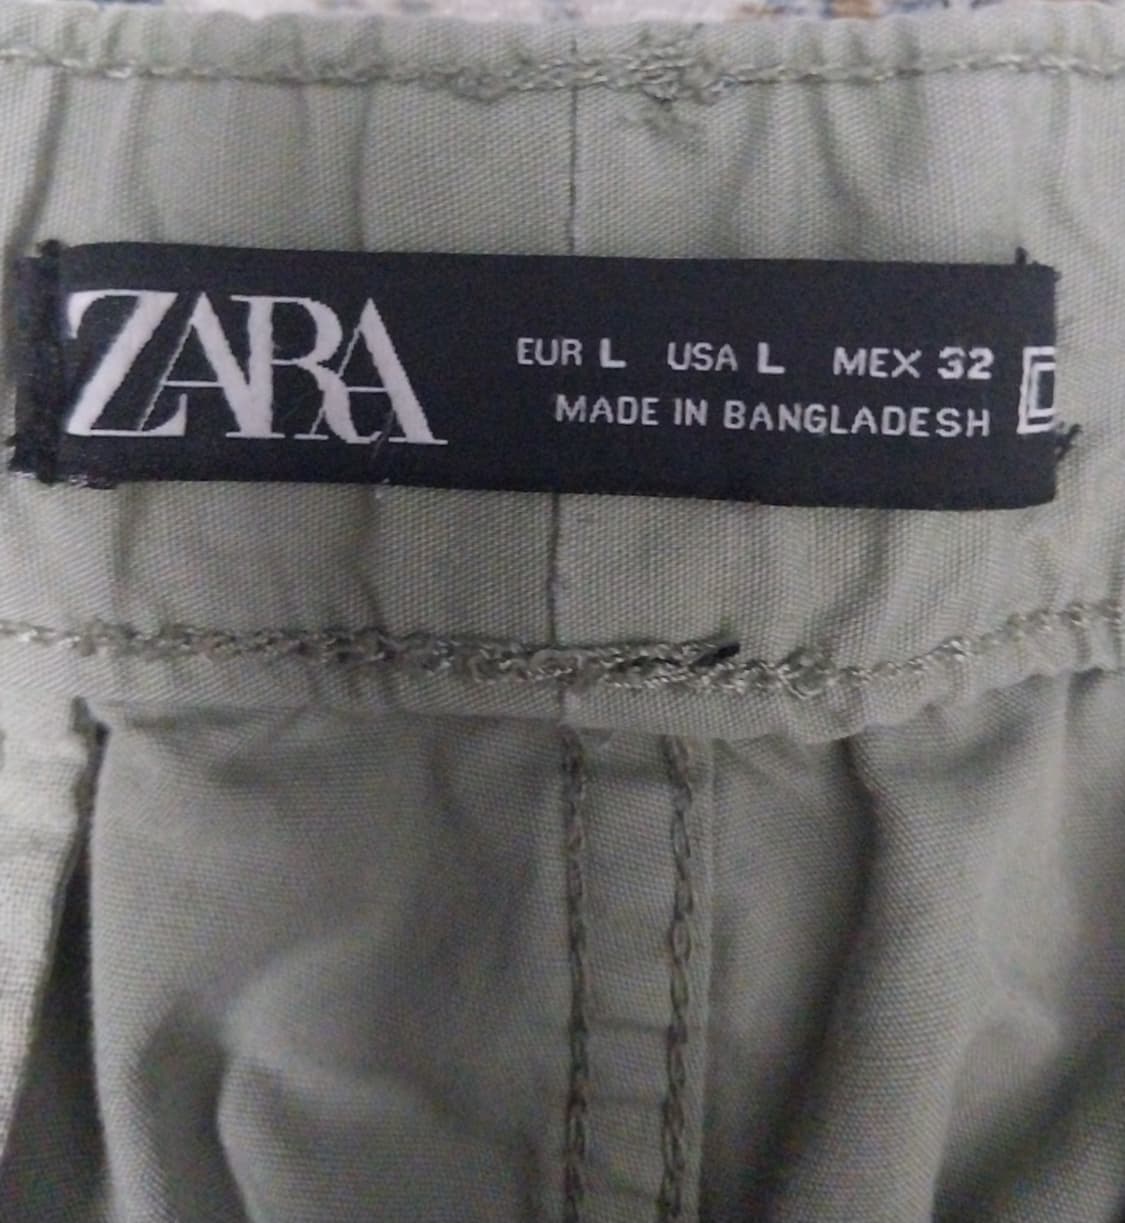 ZARA
EUR L USA L MEX 32
MADE IN BANGLADESH